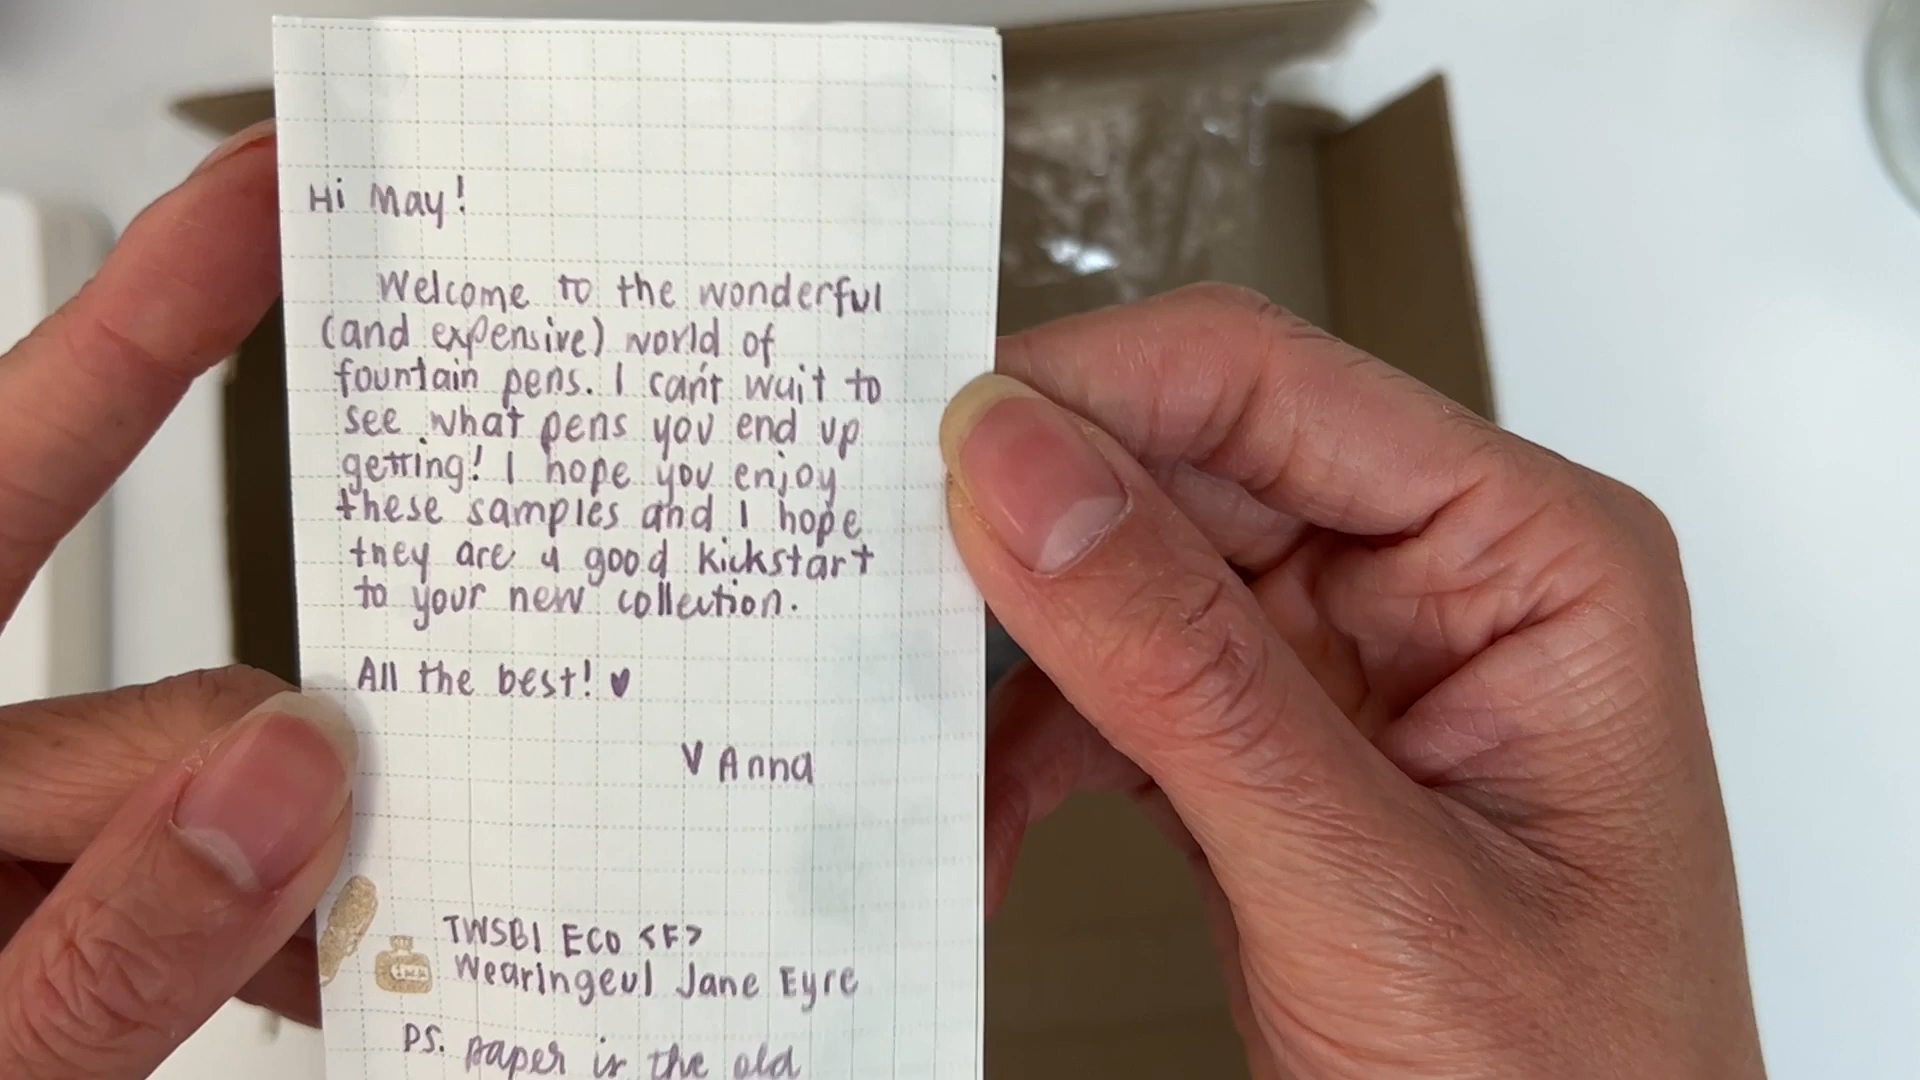 Hi May!
Welcome to the wonderful
(and expensive) world of
fountain pens. I can't wait to
see what pens you end up
getting! I hope you enjoy
these samples and I hope
they are a good kickstart
to your new collection.
All the best! ♥
♥ Anna
TWSBI ECO <F>
Wearingeul Jane Eyre
PS. paper is the old